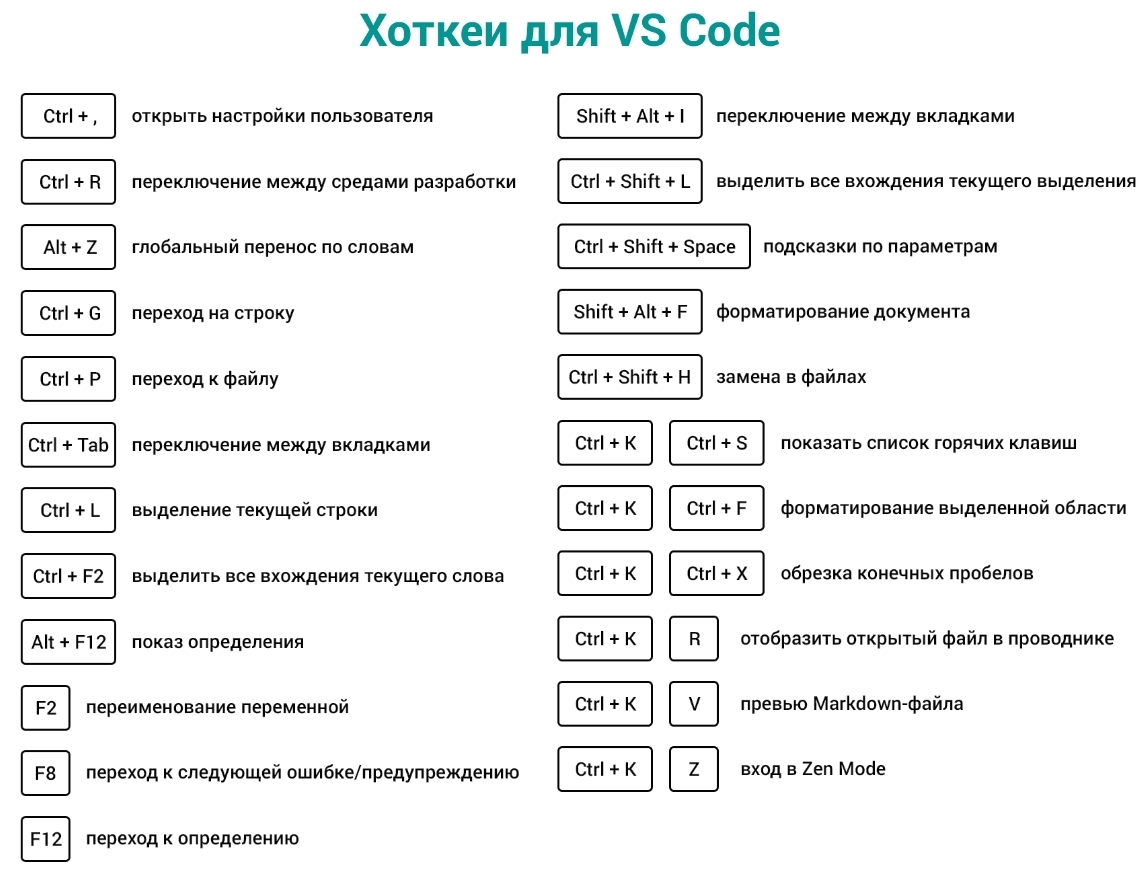 Хоткеи для VS Code
Ctrl + , открыть настройки пользователя
Ctrl + R переключение между средами разработки
Alt + Z глобальный перенос по словам
Ctrl + G переход на строку
Ctrl + P переход к файлу
Ctrl + Tab переключение между вкладками
Ctrl + L выделение текущей строки
Ctrl + F2 выделить все вхождения текущего слова
Alt + F12 показ определения
F2 переименование переменной
F8 переход к следующей ошибке/предупреждению
F12 переход к определению
Shift + Alt + I переключение между вкладками
Ctrl + Shift + L выделить все вхождения текущего выделения
Ctrl + Shift + Space подсказки по параметрам
Shift + Alt + F форматирование документа
Ctrl + Shift + H замена в файлах
Ctrl + K Ctrl + S показать список горячих клавиш
Ctrl + K Ctrl + F форматирование выделенной области
Ctrl + K Ctrl + X обрезка конечных пробелов
Ctrl + K R отобразить открытый файл в проводнике
Ctrl + K V превью Markdown-файла
Ctrl + K Z вход в Zen Mode